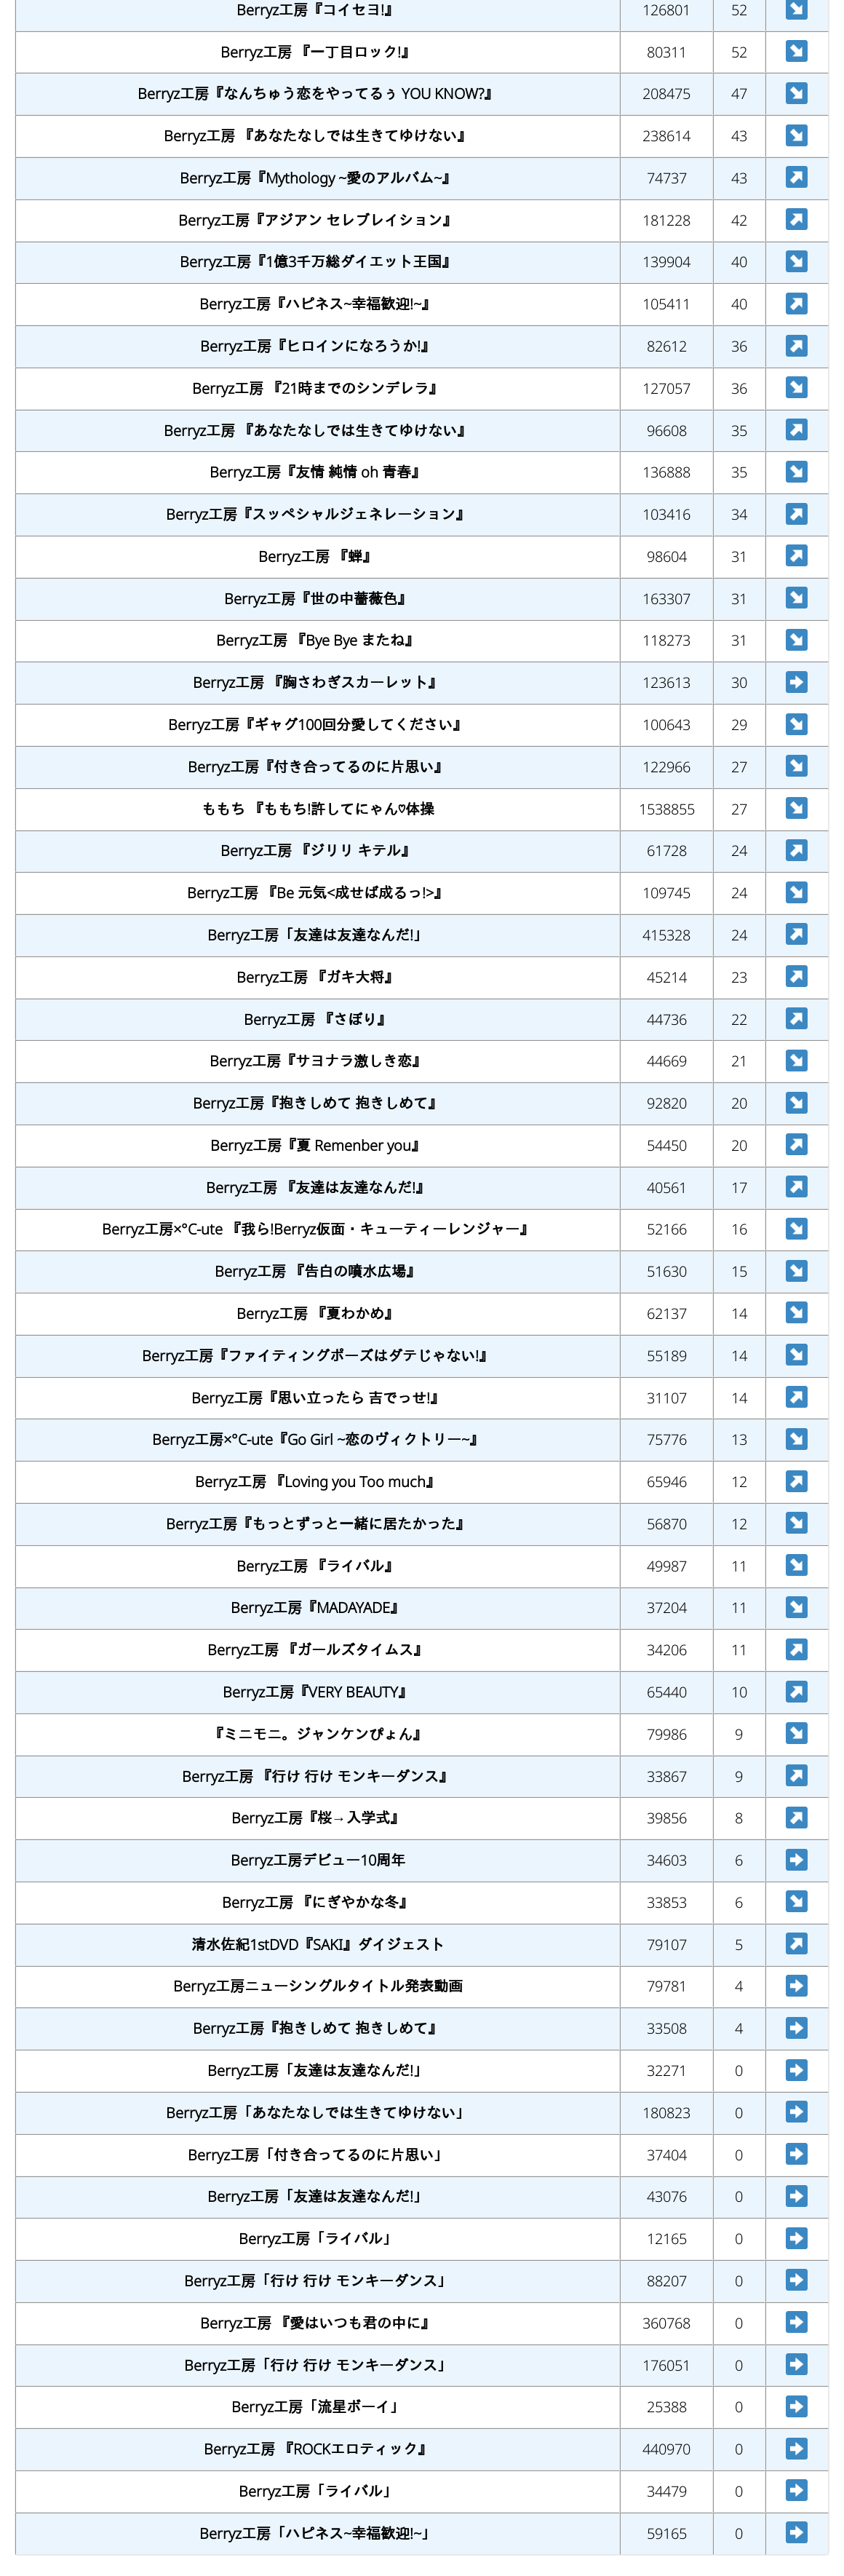 Berryz工房『コイセヨ!』 126801 52 ↘
Berryz工房 『一丁目ロック!』 80311 52 ↘
Berryz工房『なんちゅう恋をやってるぅ YOU KNOW?』 208475 47 ↘
Berryz工房 『あなたなしでは生きてゆけない』 238614 43 ↘
Berryz工房『Mythology ~愛のアルバム~』 74737 43 ↗
Berryz工房『アジアン セレブレイション』 181228 42 ↗
Berryz工房『1億3千万総ダイエット王国』 139904 40 ↘
Berryz工房『ハピネス~幸福歓迎!~』 105411 40 ↗
Berryz工房『ヒロインになろうか!』 82612 36 ↗
Berryz工房 『21時までのシンデレラ』 127057 36 ↘
Berryz工房 『あなたなしでは生きてゆけない』 96608 35 ↗
Berryz工房『友情 純情 oh 青春』 136888 35 ↘
Berryz工房『スッペシャルジェネレ～ション』 103416 34 ↗
Berryz工房 『蝉』 98604 31 ↗
Berryz工房『世の中薔薇色』 163307 31 ↘
Berryz工房 『Bye Bye またね』 118273 31 ↘
Berryz工房 『胸さわぎスカーレット』 123613 30 ➡
Berryz工房『ギャグ100回分愛してください』 100643 29 ↘
Berryz工房『付き合ってるのに片思い』 122966 27 ↘
ももち 『ももち!許してにゃん♡体操 1538855 27 ↘
Berryz工房 『ジリリ キテル』 61728 24 ↗
Berryz工房 『Be 元気<成せば成るっ!>』 109745 24 ↘
Berryz工房「友達は友達なんだ!」 415328 24 ↗
Berryz工房 『ガキ大将』 45214 23 ↗
Berryz工房 『さぼり』 44736 22 ↗
Berryz工房『サヨナラ激しき恋』 44669 21 ↘
Berryz工房『抱きしめて 抱きしめて』 92820 20 ↘
Berryz工房『夏 Remenber you』 54450 20 ↗
Berryz工房 『友達は友達なんだ!』 40561 17 ↗
Berryz工房×°C-ute 『我ら!Berryz仮面・キューティーレンジャー』 52166 16 ↘
Berryz工房 『告白の噴水広場』 51630 15 ↘
Berryz工房 『夏わかめ』 62137 14 ↘
Berryz工房『ファイティングポーズはダテじゃない!』 55189 14 ↘
Berryz工房『思い立ったら 吉でっせ!』 31107 14 ↗
Berryz工房×°C-ute『Go Girl ~恋のヴィクトリー~』 75776 13 ↘
Berryz工房 『Loving you Too much』 65946 12 ↗
Berryz工房『もっとずっと一緒に居たかった』 56870 12 ↘
Berryz工房 『ライバル』 49987 11 ↘
Berryz工房『MADAYADE』 37204 11 ↘
Berryz工房 『ガールズタイムス』 34206 11 ↗
Berryz工房『VERY BEAUTY』 65440 10 ↗
『ミニモニ。ジャンケンぴょん』 79986 9 ↘
Berryz工房 『行け 行け モンキーダンス』 33867 9 ↗
Berryz工房『桜→入学式』 39856 8 ↗
Berryz工房デビュー10周年 34603 6 ➡
Berryz工房 『にぎやかな冬』 33853 6 ↘
清水佐紀1stDVD『SAKI』ダイジェスト 79107 5 ↗
Berryz工房ニューシングルタイトル発表動画 79781 4 ➡
Berryz工房『抱きしめて 抱きしめて』 33508 4 ➡
Berryz工房「友達は友達なんだ!」 32271 0 ➡
Berryz工房「あなたなしでは生きてゆけない」 180823 0 ➡
Berryz工房「付き合ってるのに片思い」 37404 0 ➡
Berryz工房「友達は友達なんだ!」 43076 0 ➡
Berryz工房「ライバル」 12165 0 ➡
Berryz工房「行け 行け モンキーダンス」 88207 0 ➡
Berryz工房 『愛はいつも君の中に』 360768 0 ➡
Berryz工房「行け 行け モンキーダンス」 176051 0 ➡
Berryz工房「流星ボーイ」 25388 0 ➡
Berryz工房 『ROCKエロティック』 440970 0 ➡
Berryz工房「ライバル」 34479 0 ➡
Berryz工房「ハピネス~幸福歓迎!~」 59165 0 ➡